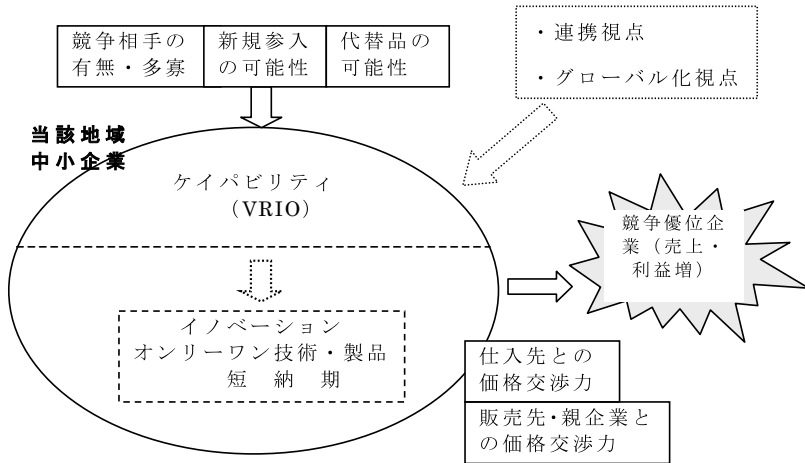 競争相手の
有無・多寡
新規参入
の可能性
代替品の
可能性
・連携視点
・グローバル化視点
当該地域
中小企業
ケイパビリティ
（VRIO）
競争優位企
業（売上・
利益増）
イノベーション
オンリーワン技術・製品
短　納　期
仕入先との
価格交渉力
販売先・親企業と
の価格交渉力